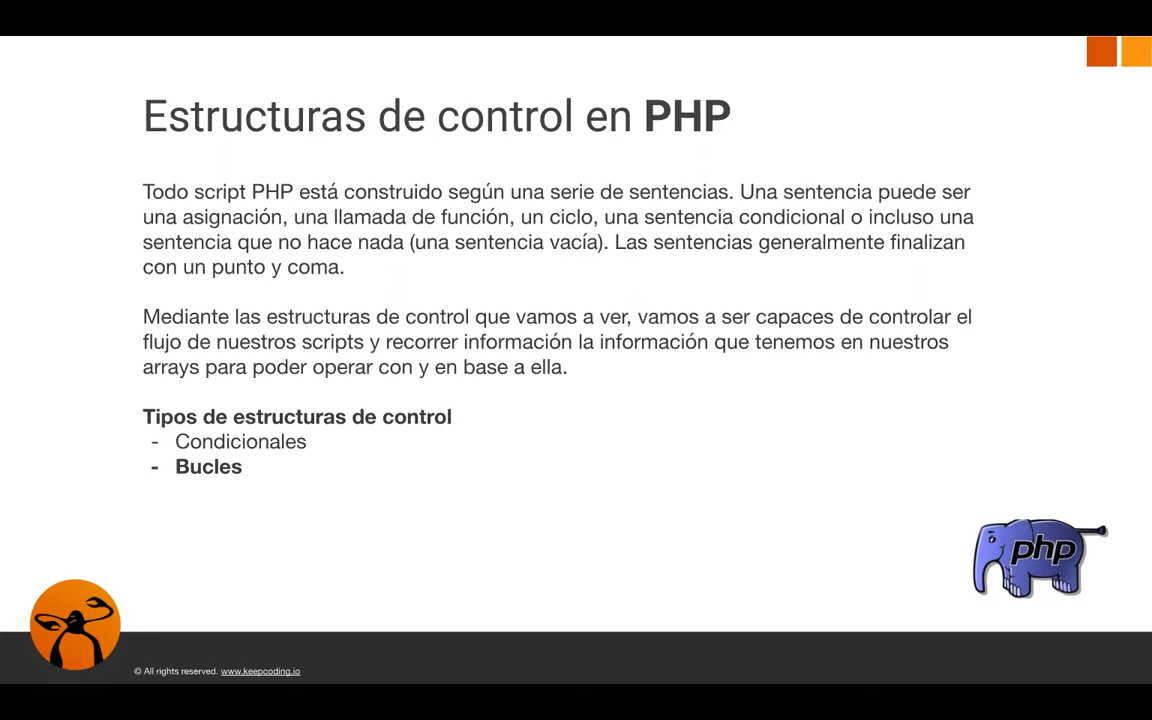 Estructuras de control en PHP
Todo script PHP está construido según una serie de sentencias. Una sentencia puede ser
una asignación, una llamada de función, un ciclo, una sentencia condicional o incluso una
sentencia que no hace nada (una sentencia vacía). Las sentencias generalmente finalizan
con un punto y coma.
Mediante las estructuras de control que vamos a ver, vamos a ser capaces de controlar el
flujo de nuestros scripts y recorrer información la información que tenemos en nuestros
arrays para poder operar con y en base a ella.
Tipos de estructuras de control
- Condicionales
- Bucles
php
© All rights reserved. www.keepcoding.io